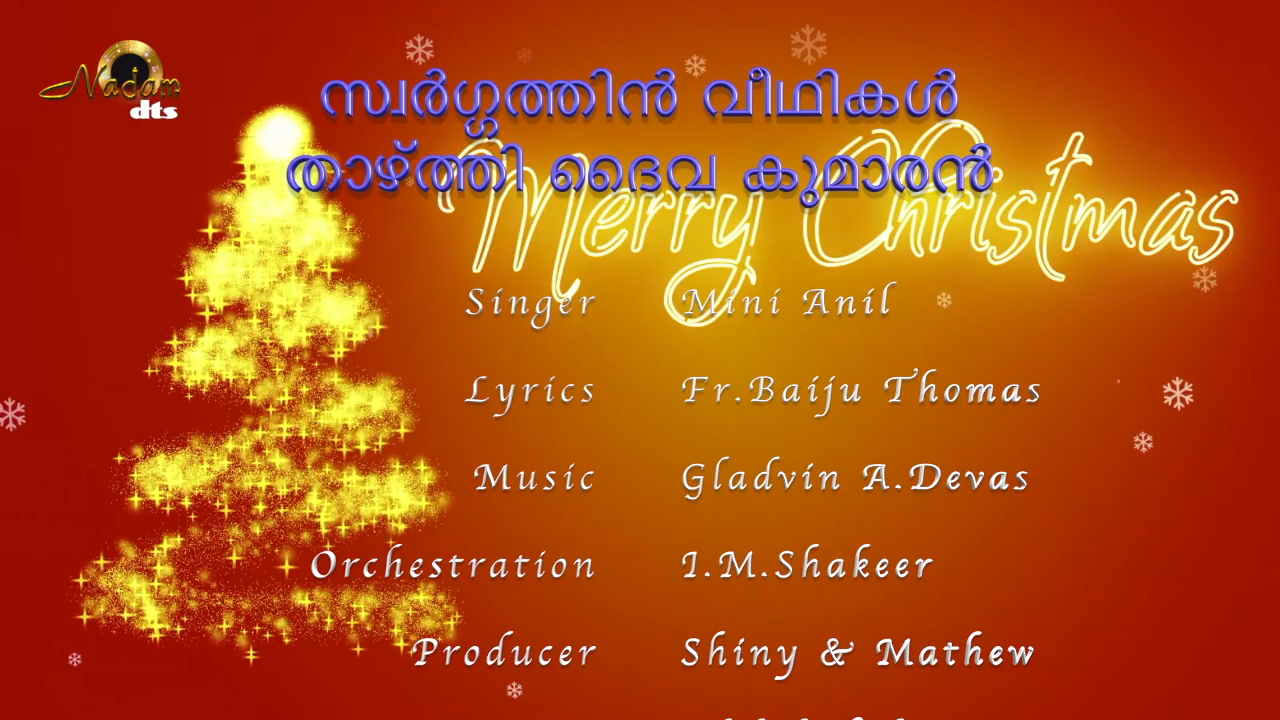 Nadam
dts
സ്വർഗ്ഗത്തിൻ വീഥികൾ
താഴ്ത്തി ദൈവ കുമാരൻ
Merry Christmas
Singer Mini Anil
Lyrics Fr.Baiju Thomas
Music Gladvin A.Devas
Orchestration I.M.Shakeer
Producer Shiny & Mathew